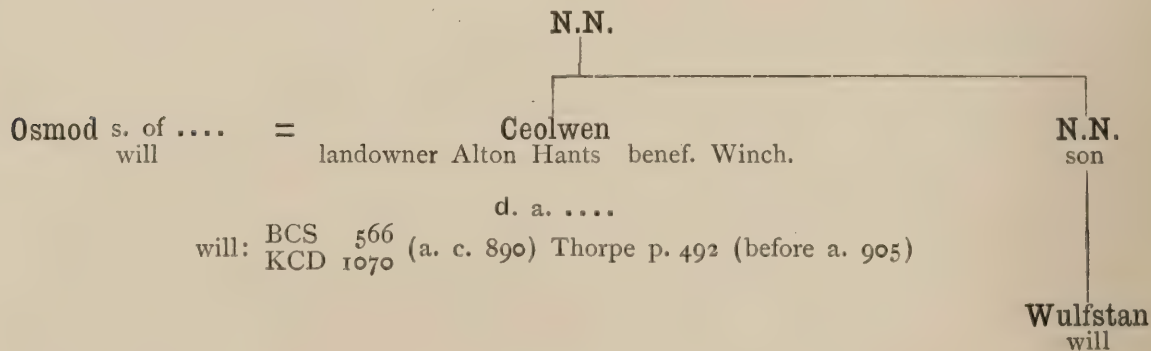 N.N.
Osmod s. of .... = Ceolwen N.N.
will landowner Alton Hants benef. Winch. son
d. a. ....
will: BCS 566 (a. c. 890) Thorpe p. 492 (before a. 905)
KCD 1070
Wulfstan
will